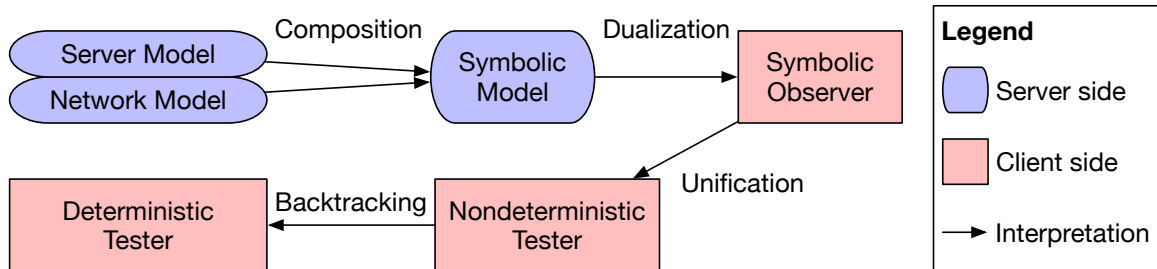 Server Model
Network Model
Composition
Symbolic
Model
Dualization
Symbolic
Observer
Unification
Nondeterministic
Tester
Backtracking
Deterministic
Tester
Legend
Server side
Client side
Interpretation